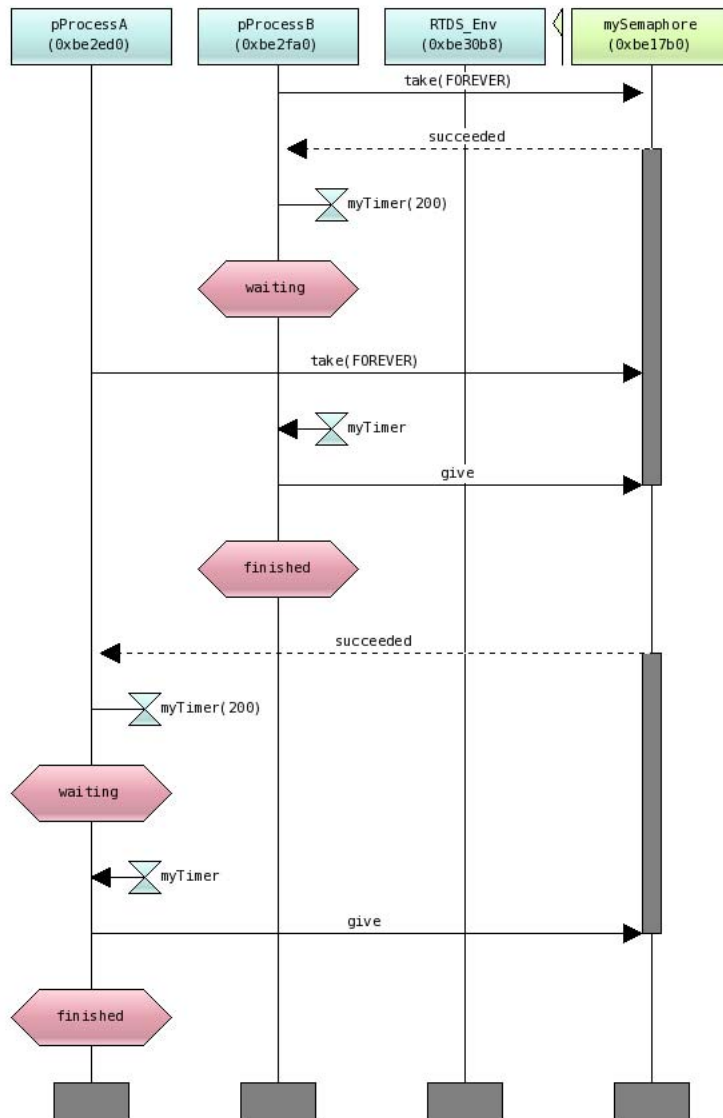 pProcessA
(0xbe2ed0)
pProcessB
(0xbe2fa0)
RTDS_Env
(0xbe30b8)
mySemaphore
(0xbe17b0)
take(FOREVER)
succeeded
myTimer(200)
waiting
take(FOREVER)
myTimer
give
finished
succeeded
myTimer(200)
waiting
myTimer
give
finished